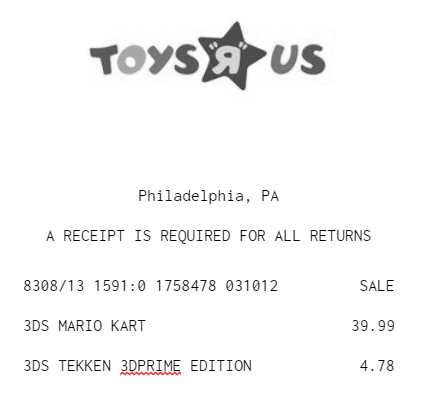 TOYS "R" US
Philadelphia, PA
A RECEIPT IS REQUIRED FOR ALL RETURNS
8308/13 1591:0 1758478 031012 SALE
3DS MARIO KART 39.99
3DS TEKKEN 3DPRIME EDITION 4.78